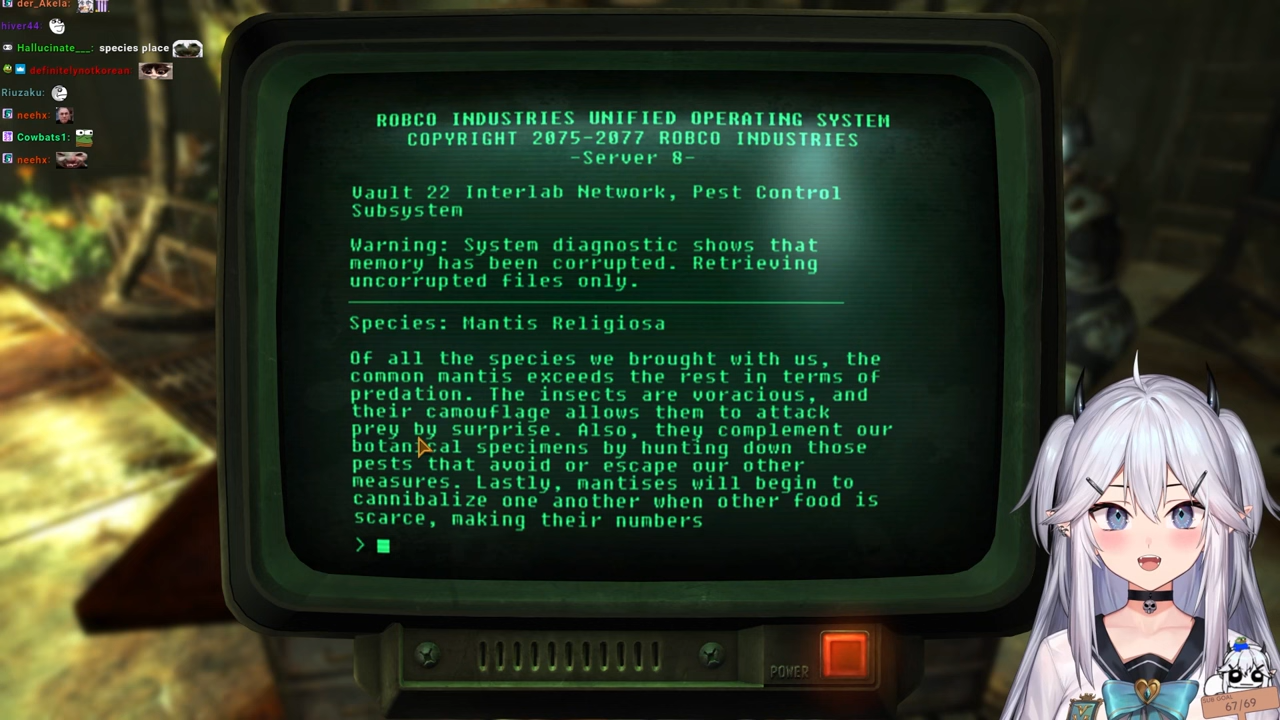 der_Akela:
hiver44:
Hallucinate___: species place
definitelynotkorean:
Riuzaku:
neehx:
Cowbats1:
neehx:
ROBCO INDUSTRIES UNIFIED OPERATING SYSTEM
COPYRIGHT 2075-2077 ROBCO INDUSTRIES
-Server 8-
Vault 22 Interlab Network, Pest Control
Subsystem
Warning: System diagnostic shows that
memory has been corrupted. Retrieving
uncorrupted files only.
Species: Mantis Religiosa
Of all the species we brought with us, the
common mantis exceeds the rest in terms of
predation. The insects are voracious, and
their camouflage allows them to attack
prey by surprise. Also, they complement our
botanical specimens by hunting down those
pests that avoid or escape our other
measures. Lastly, mantises will begin to
cannibalize one another when other food is
scarce, making their numbers
>
POWER
SUB GOAL
67/69